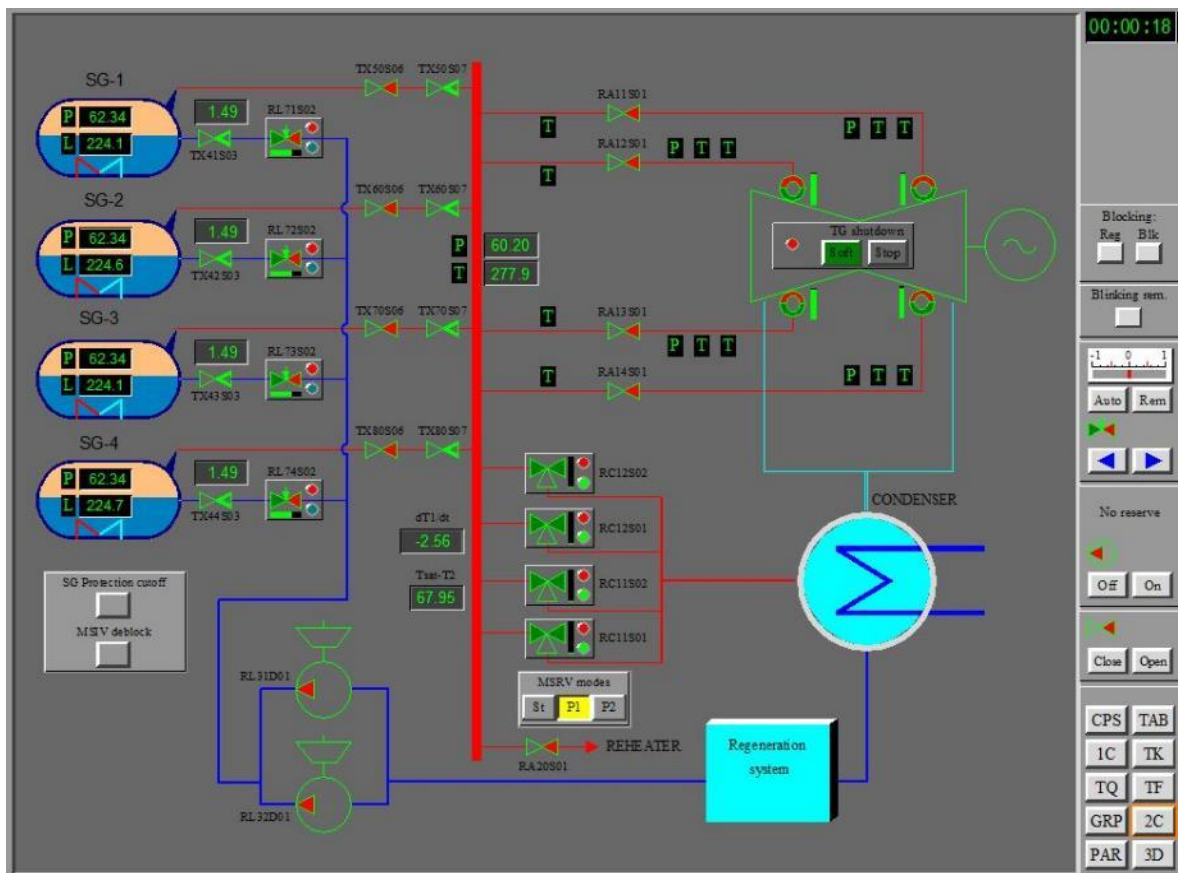 00:00:18
SG-1
P 62.34
L 224.1
1.49
TX41S03
RL71S02
TX50S06
TX50S07
SG-2
P 62.34
L 224.6
1.49
TX42S03
RL72S02
TX60S06
TX60S07
SG-3
P 62.34
L 224.1
1.49
TX43S03
RL73S02
TX70S06
TX70S07
SG-4
P 62.34
L 224.7
1.49
TX44S03
RL74S02
TX80S06
TX80S07
P 60.20
T 277.9
RA11S01
T
P T T
RA12S01
T
P T T
RA13S01
T
P T T
RA14S01
T
P T T
TG shutdown
Soft Stop
dT1/dt
-2.56
Tsat-T2
67.95
RC12S02
RC12S01
RC11S02
RC11S01
MSRV modes
St P1 P2
RA20S01
REHEATER
CONDENSER
Regeneration
system
SG Protection cutoff
MSIV deblock
RL31D01
RL32D01
Blocking:
Reg Blk
Blinking rem.
-1 0 1
Auto Rem
No reserve
Off On
Close Open
CPS TAB
1C TK
TQ TF
GRP 2C
PAR 3D